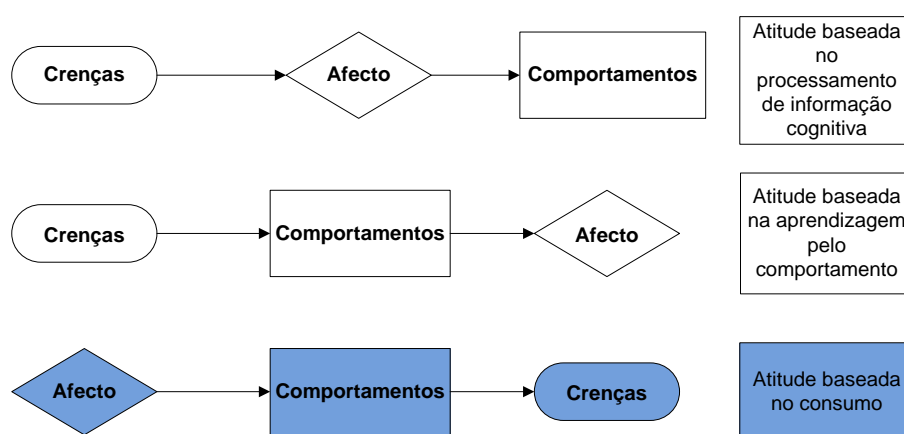 Crenças
Afecto
Comportamentos
Atitude baseada
no
processamento
de informação
cognitiva
Crenças
Comportamentos
Afecto
Atitude baseada
na aprendizagem
pelo
comportamento
Afecto
Comportamentos
Crenças
Atitude baseada
no consumo